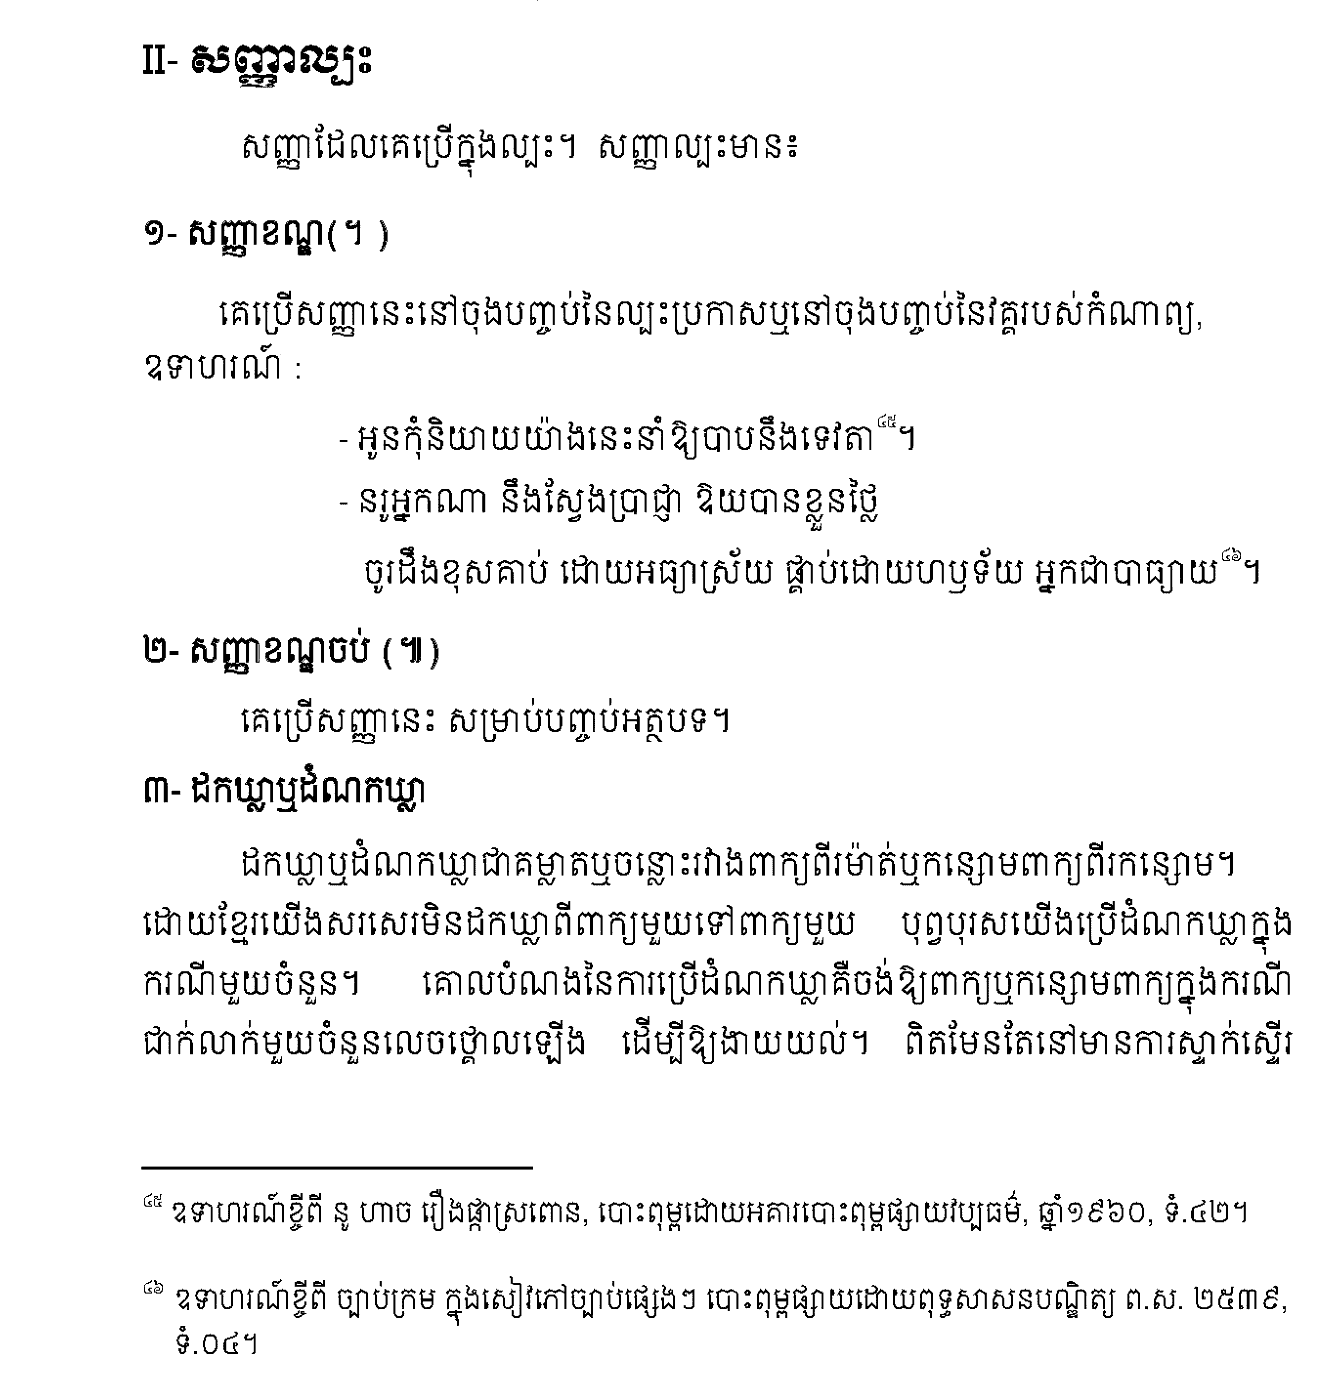 II- សញ្ញាល្បះ
សញ្ញាដែលគេប្រើក្នុងល្បះ។ សញ្ញាល្បះមាន៖
១- សញ្ញាខណ្ឌ(។ )
គេប្រើសញ្ញានេះនៅចុងបញ្ចប់នៃល្បះប្រកាសឬនៅចុងបញ្ចប់នៃវគ្គរបស់កំណាព្យ,
ឧទាហរណ៍ :
- អូនកុំនិយាយយ៉ាងនេះនាំឱ្យបាបនឹងទេវតា៤៥។
- នរូអ្នកណា នឹងស្វែងប្រាជ្ញា ឱយបានខ្លួនថ្លៃ
ចូរដឹងខុសគាប់ ដោយអធ្យាស្រ័យ ផ្គាប់ដោយហឫទ័យ អ្នកជាបាធ្យាយ៤៦។
២- សញ្ញាខណ្ឌចប់ (៕)
គេប្រើសញ្ញានេះ សម្រាប់បញ្ចប់អត្ថបទ។
៣- ដកឃ្លាឬដំណកឃ្លា
ដកឃ្លាឬដំណកឃ្លាជាគម្លាតឬចន្លោះរវាងពាក្យពីរម៉ាត់ឬកន្សោមពាក្យពីរកន្សោម។
ដោយខ្មែរយើងសរសេរមិនដកឃ្លាពីពាក្យមួយទៅពាក្យមួយ បុព្វបុរសយើងប្រើដំណកឃ្លាក្នុង
ករណីមួយចំនួន។ គោលបំណងនៃការប្រើដំណកឃ្លាគឺចង់ឱ្យពាក្យឬកន្សោមពាក្យក្នុងករណី
ជាក់លាក់មួយចំនួនលេចថ្គោលឡើង ដើម្បីឱ្យងាយយល់។ ពិតមែនតែនៅមានការស្ទាក់ស្ទើរ
៤៥ ឧទាហរណ៍ខ្ចីពី នូ ហាច រឿងផ្កាស្រពោន, បោះពុម្ពដោយអគារបោះពុម្ពផ្សាយវប្បធម៌, ឆ្នាំ១៩៦០, ទំ.៤២។
៤៦ ឧទាហរណ៍ខ្ចីពី ច្បាប់ក្រម ក្នុងសៀវភៅច្បាប់ផ្សេងៗ បោះពុម្ពផ្សាយដោយពុទ្ធសាសនបណ្ឌិត្យ ព.ស. ២៥៣៩,
ទំ.០៤។